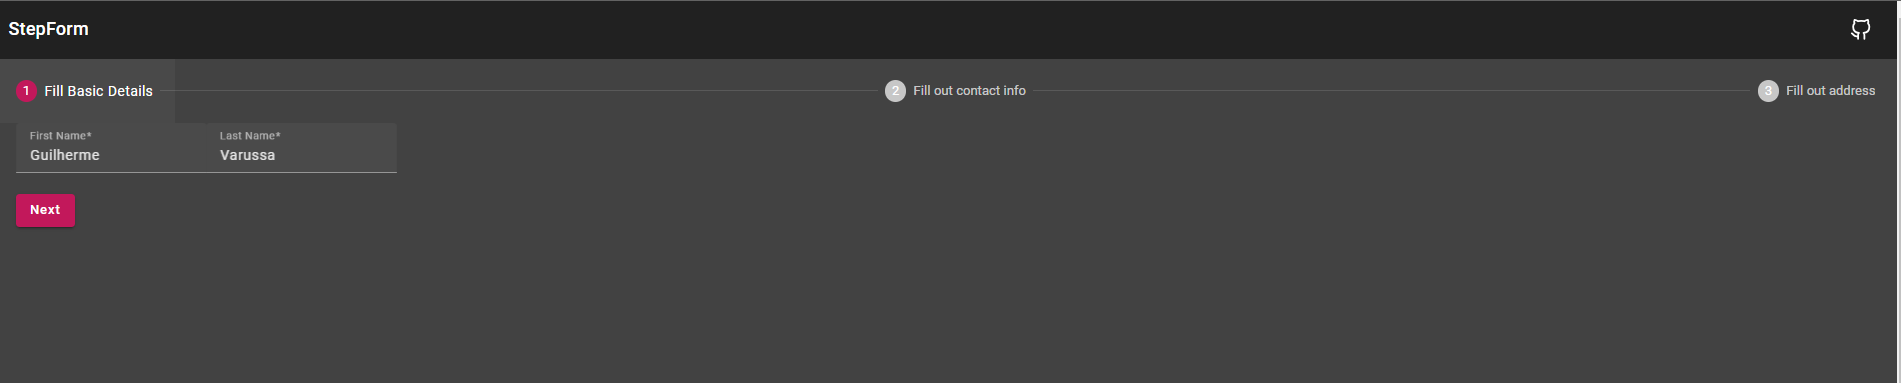 StepForm
1 Fill Basic Details 2 Fill out contact info 3 Fill out address
First Name* Last Name*
Guilherme Varussa
Next